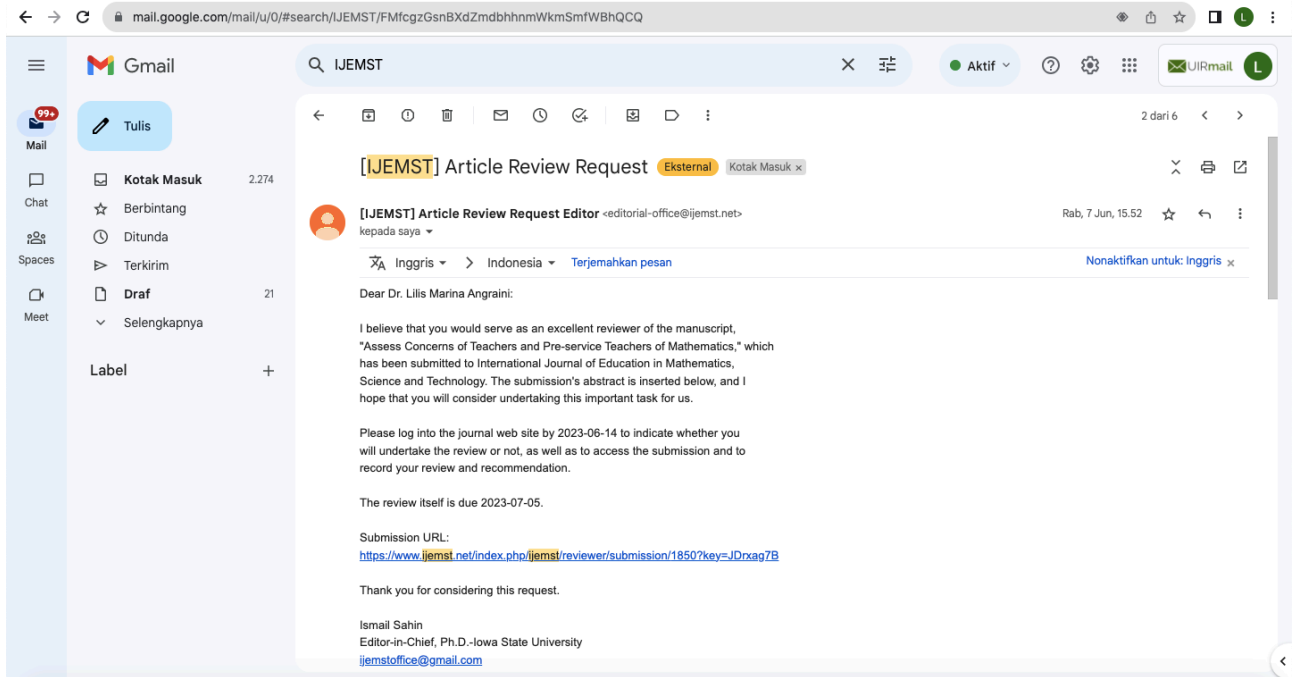 mail.google.com/mail/u/0/#search/IJEMST/FMfcgzGsnBXdZmdbhhnmWkmSmfWBhQCQ
L
Gmail
IJEMST
Aktif
UIRmail
L
99+
Mail
Chat
Spaces
Meet
Tulis
Kotak Masuk 2.274
Berbintang
Ditunda
Terkirim
Draf 21
Selengkapnya
Label
2 dari 6
[IJEMST] Article Review Request Eksternal Kotak Masuk ×
[IJEMST] Article Review Request Editor <editorial-office@ijemst.net> Rab, 7 Jun, 15.52
kepada saya
Inggris > Indonesia Terjemahkan pesan Nonaktifkan untuk: Inggris ×
Dear Dr. Lilis Marina Angraini:
I believe that you would serve as an excellent reviewer of the manuscript,
"Assess Concerns of Teachers and Pre-service Teachers of Mathematics," which
has been submitted to International Journal of Education in Mathematics,
Science and Technology. The submission's abstract is inserted below, and I
hope that you will consider undertaking this important task for us.
Please log into the journal web site by 2023-06-14 to indicate whether you
will undertake the review or not, as well as to access the submission and to
record your review and recommendation.
The review itself is due 2023-07-05.
Submission URL:
https://www.ijemst.net/index.php/ijemst/reviewer/submission/1850?key=JDrxag7B
Thank you for considering this request.
Ismail Sahin
Editor-in-Chief, Ph.D.-Iowa State University
ijemstoffice@gmail.com